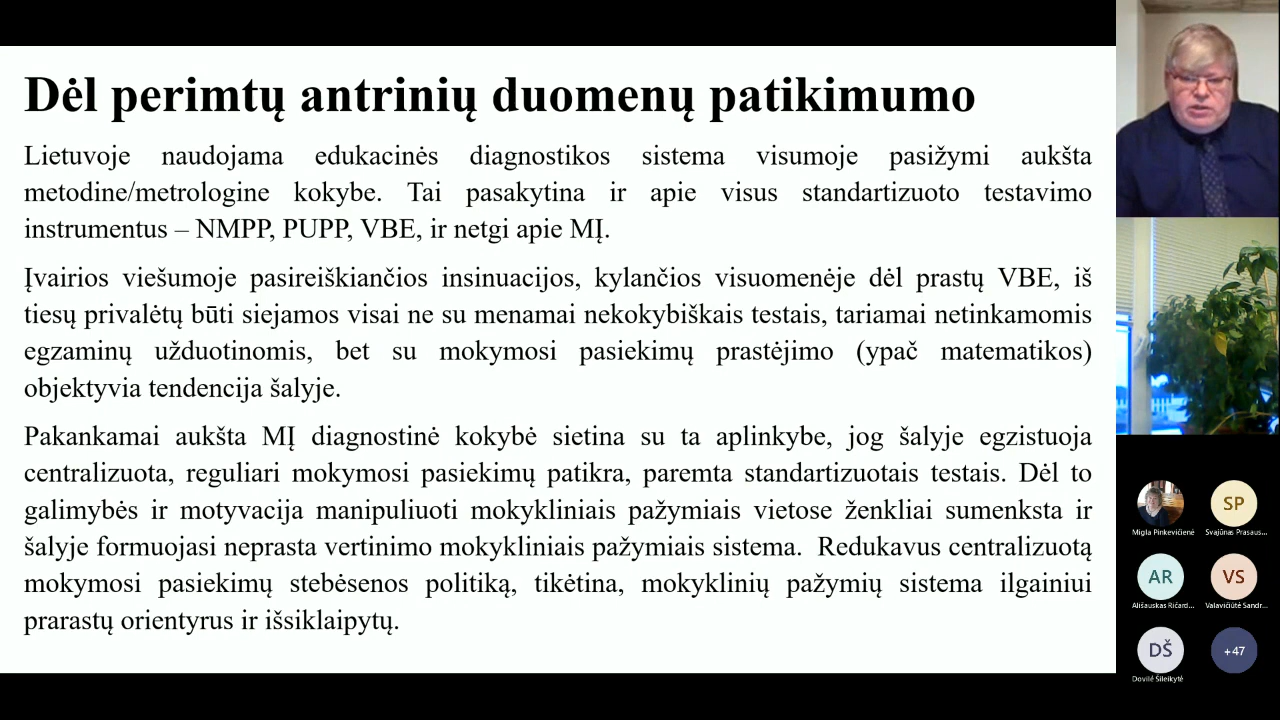 Dėl perimtų antrinių duomenų patikimumo
Lietuvoje naudojama edukacinės diagnostikos sistema visumoje pasižymi aukšta
metodine/metrologine kokybe. Tai pasakytina ir apie visus standartizuoto testavimo
instrumentus – NMPP, PUPP, VBE, ir netgi apie MĮ.
Įvairios viešumoje pasireiškiančios insinuacijos, kylančios visuomenėje dėl prastų VBE, iš
tiesų privalėtų būti siejamos visai ne su menamai nekokybiškais testais, tariamai netinkamomis
egzaminų užduotinomis, bet su mokymosi pasiekimų prastėjimo (ypač matematikos)
objektyvia tendencija šalyje.
Pakankamai aukšta MĮ diagnostinė kokybė sietina su ta aplinkybe, jog šalyje egzistuoja
centralizuota, reguliari mokymosi pasiekimų patikra, paremta standartizuotais testais. Dėl to
galimybės ir motyvacija manipuliuoti mokykliniais pažymiais vietose ženkliai sumenksta ir
šalyje formuojasi neprasta vertinimo mokykliniais pažymiais sistema.  Redukavus centralizuotą
mokymosi pasiekimų stebėsenos politiką, tikėtina, mokyklinių pažymių sistema ilgainiui
prarastų orientyrus ir išsiklaipytų.
SP
Migla Pinkevičienė
Svajūnas Prasaus...
AR
VS
Ališauskas Ričard...
Valavičiūtė Sandr...
DŠ
+47
Dovilė Šileikytė